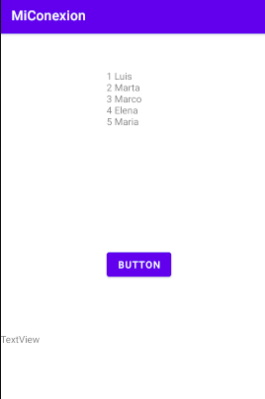 MiConexion
1 Luis
2 Marta
3 Marco
4 Elena
5 Maria
BUTTON
TextView